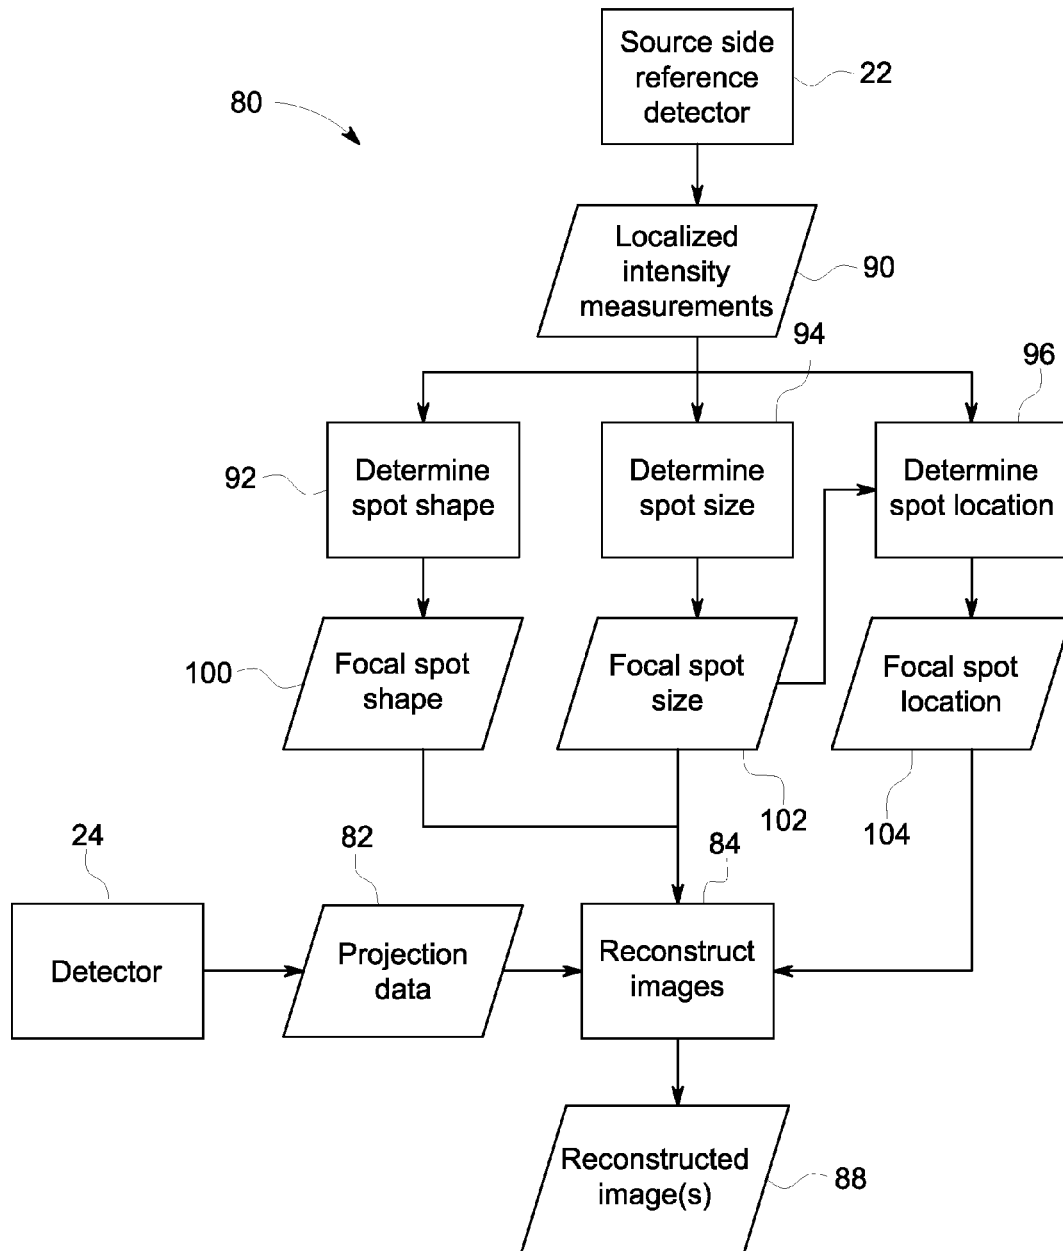 Source side
reference
detector
22
80
Localized
intensity
measurements
90
94
96
92
Determine
spot shape
Determine
spot size
Determine
spot location
100
Focal spot
shape
Focal spot
size
Focal spot
location
102
104
24
82
84
Detector
Projection
data
Reconstruct
images
Reconstructed
image(s)
88